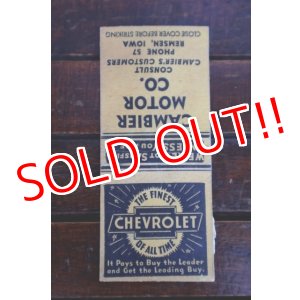 CLOSE COVER BEFORE STRIKING
REMSEN, IOWA
PHONE 57
CAMBIER'S CUSTOMERS
CONSULT
CO.
MOTOR
CAMBIER
SOLD OUT!!
THE FINEST
CHEVROLET
OF ALL TIME
It Pays to Buy the Leader
and Get the Leading Buy.